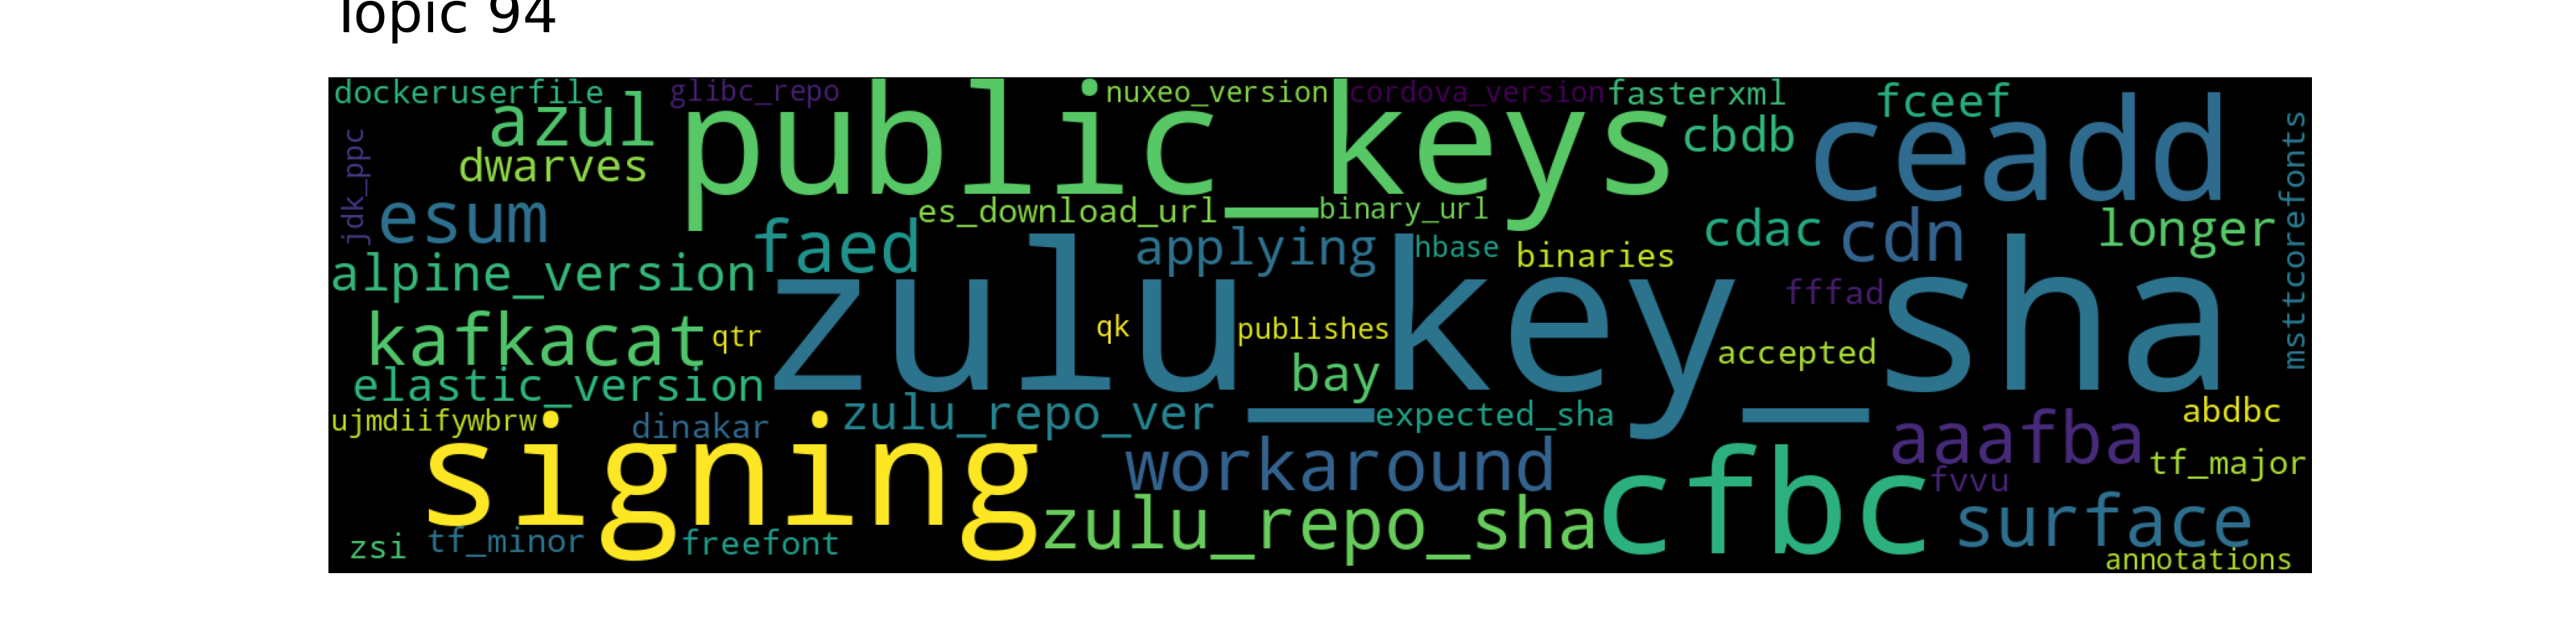 Topic 94
dockeruserfile glibc_repo nuxeo_version cordova_version fasterxml fceef
azul public_keys cbdb ceadd
jdk_ppc dwarves msttcorefonts
esum es_download_url binary_url cdac cdn longer
faed applying hbase binaries
alpine_version zulu_key_sha fffad
kafkacat qtr qk publishes accepted
elastic_version bay
ujmdiifywbrw dinakar zulu_repo_ver expected_sha aaafba abdbc
signing workaround cfbc tf_major
fvvu
zulu_repo_sha surface
zsi tf_minor freefont annotations